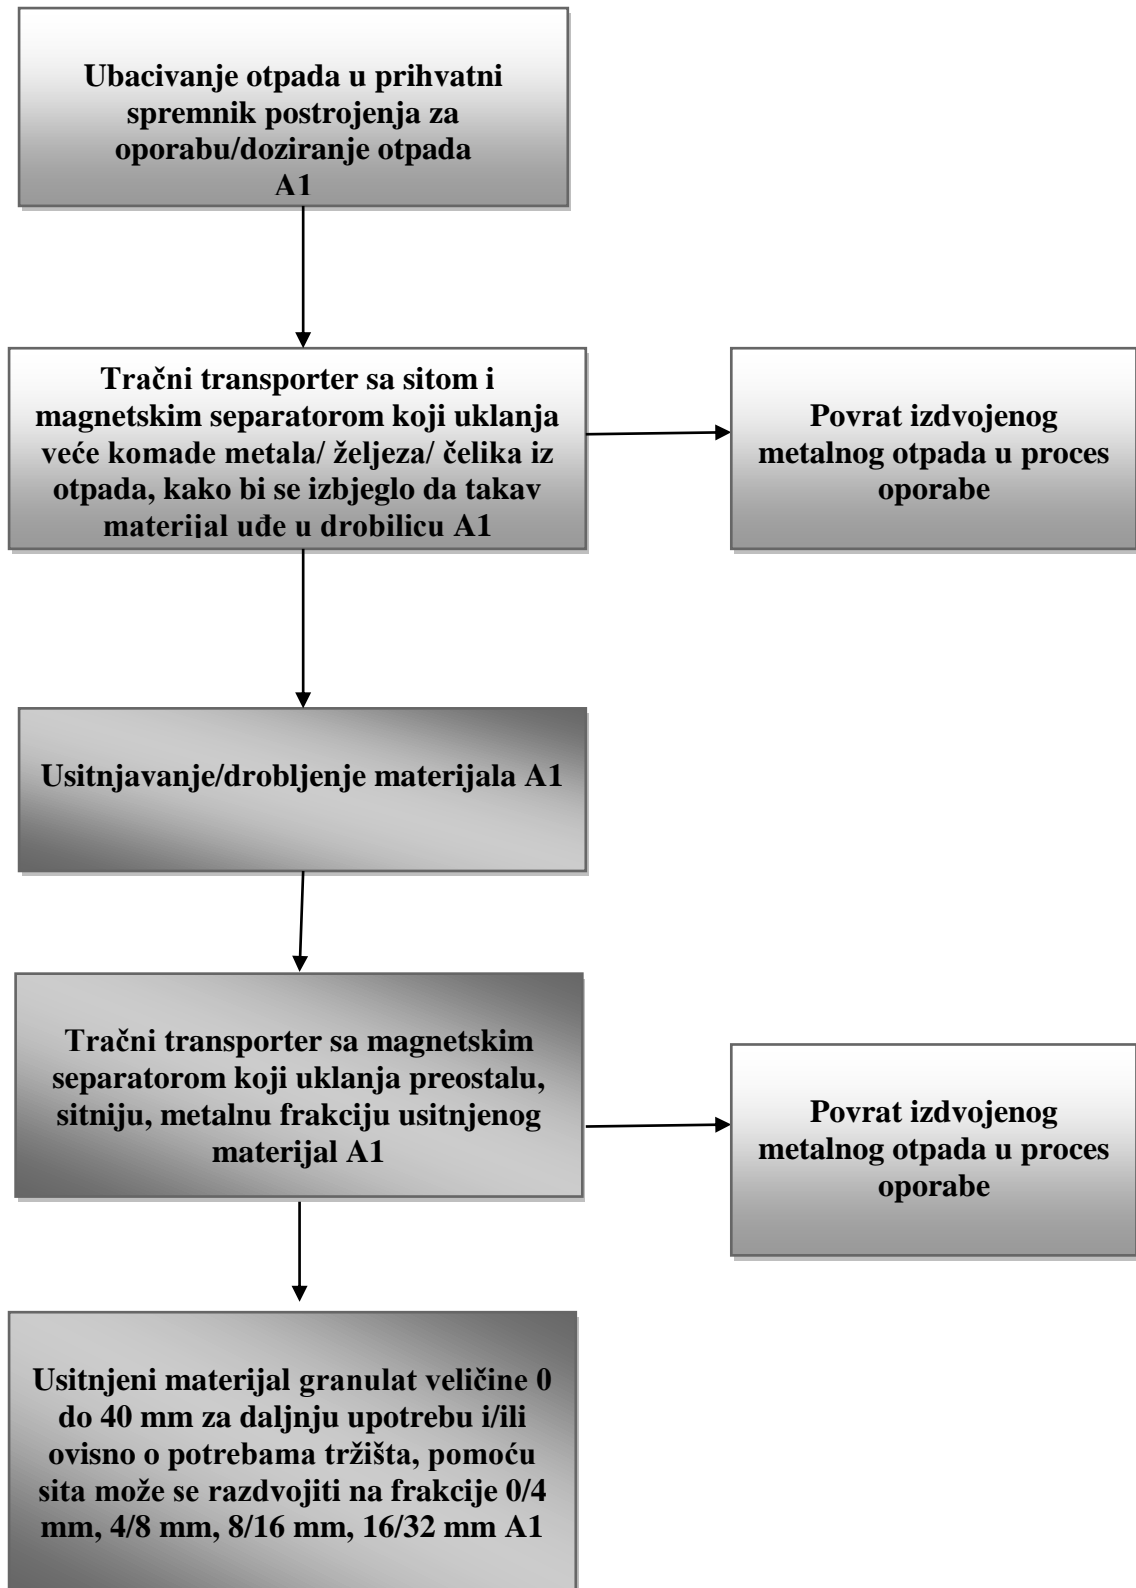 Ubacivanje otpada u prihvatni
spremnik postrojenja za
oporabu/doziranje otpada
A1
Tračni transporter sa sitom i
magnetskim separatorom koji uklanja
veće komade metala/ željeza/ čelika iz
otpada, kako bi se izbjeglo da takav
materijal uđe u drobilicu A1
Povrat izdvojenog
metalnog otpada u proces
oporabe
Usitnjavanje/drobljenje materijala A1
Tračni transporter sa magnetskim
separatorom koji uklanja preostalu,
sitniju, metalnu frakciju usitnjenog
materijal A1
Povrat izdvojenog
metalnog otpada u proces
oporabe
Usitnjeni materijal granulat veličine 0
do 40 mm za daljnju upotrebu i/ili
ovisno o potrebama tržišta, pomoću
sita može se razdvojiti na frakcije 0/4
mm, 4/8 mm, 8/16 mm, 16/32 mm A1